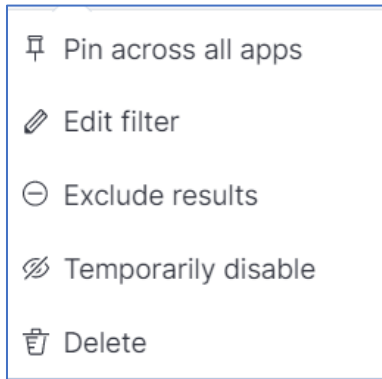 Pin across all apps
Edit filter
Exclude results
Temporarily disable
Delete